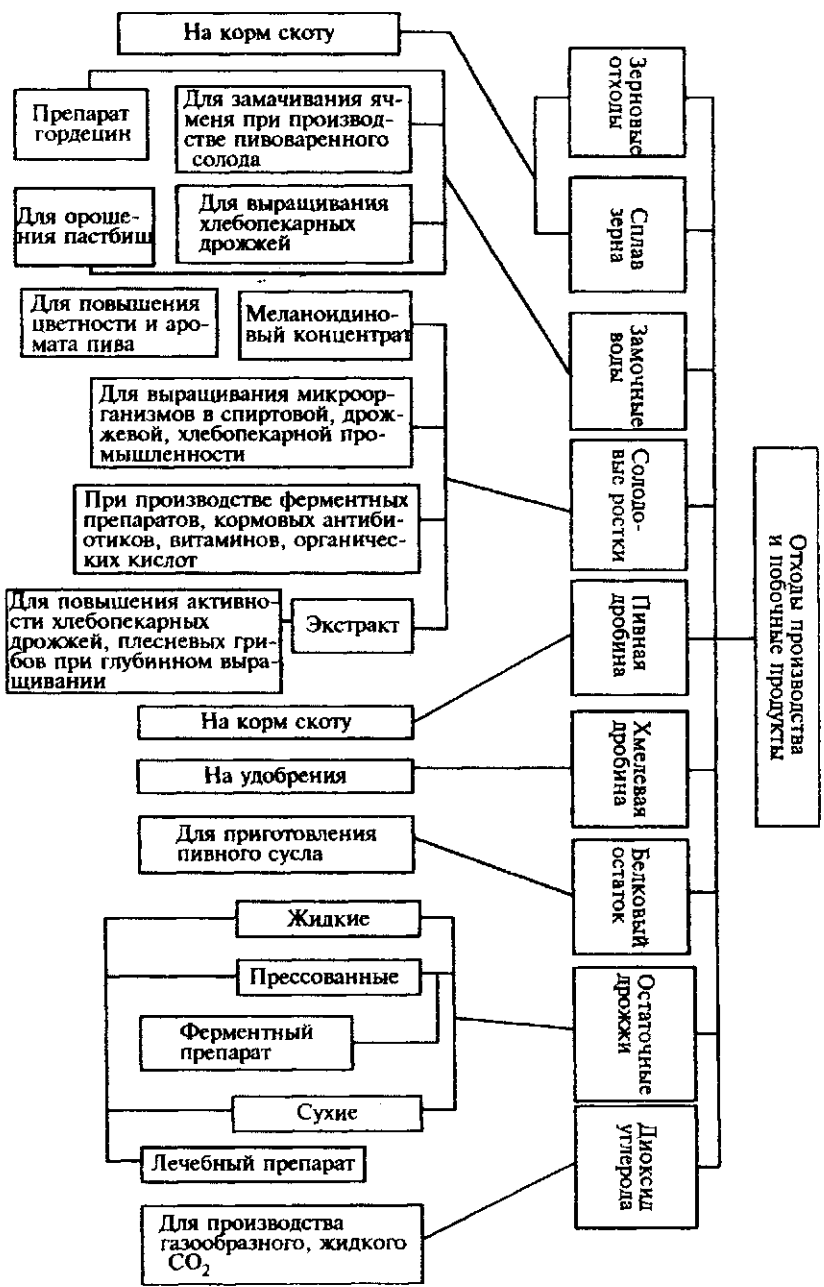 На корм скоту
Препарат
гордецин
Для замачивания яч-
меня при производ-
стве пивоваренного
солода
Для ороше-
ния пастбищ
Для выращивания
хлебопекарных
дрожжей
Для повышения
цветности и аро-
мата пива
Меланоидино-
вый концентрат
Для выращивания микроор-
ганизмов в спиртовой, дрож-
жевой, хлебопекарной про-
мышленности
При производстве ферментных
препаратов, кормовых антиби-
отиков, витаминов, органичес-
ких кислот
Для повышения активно-
сти хлебопекарных
дрожжей, плесневых гри-
бов при глубинном выра-
щивании
Экстракт
На корм скоту
На удобрения
Для приготовления
пивного сусла
Жидкие
Прессованные
Ферментный
препарат
Сухие
Лечебный препарат
Для производства
газообразного, жидкого
CO₂
Зерновые
отходы
Сплав
зерна
Замочные
воды
Солодо-
вые ростки
Пивная
дробина
Хмелевая
дробина
Белковый
остаток
Остаточные
дрожжи
Диоксид
углерода
Отходы производства
и побочные продукты